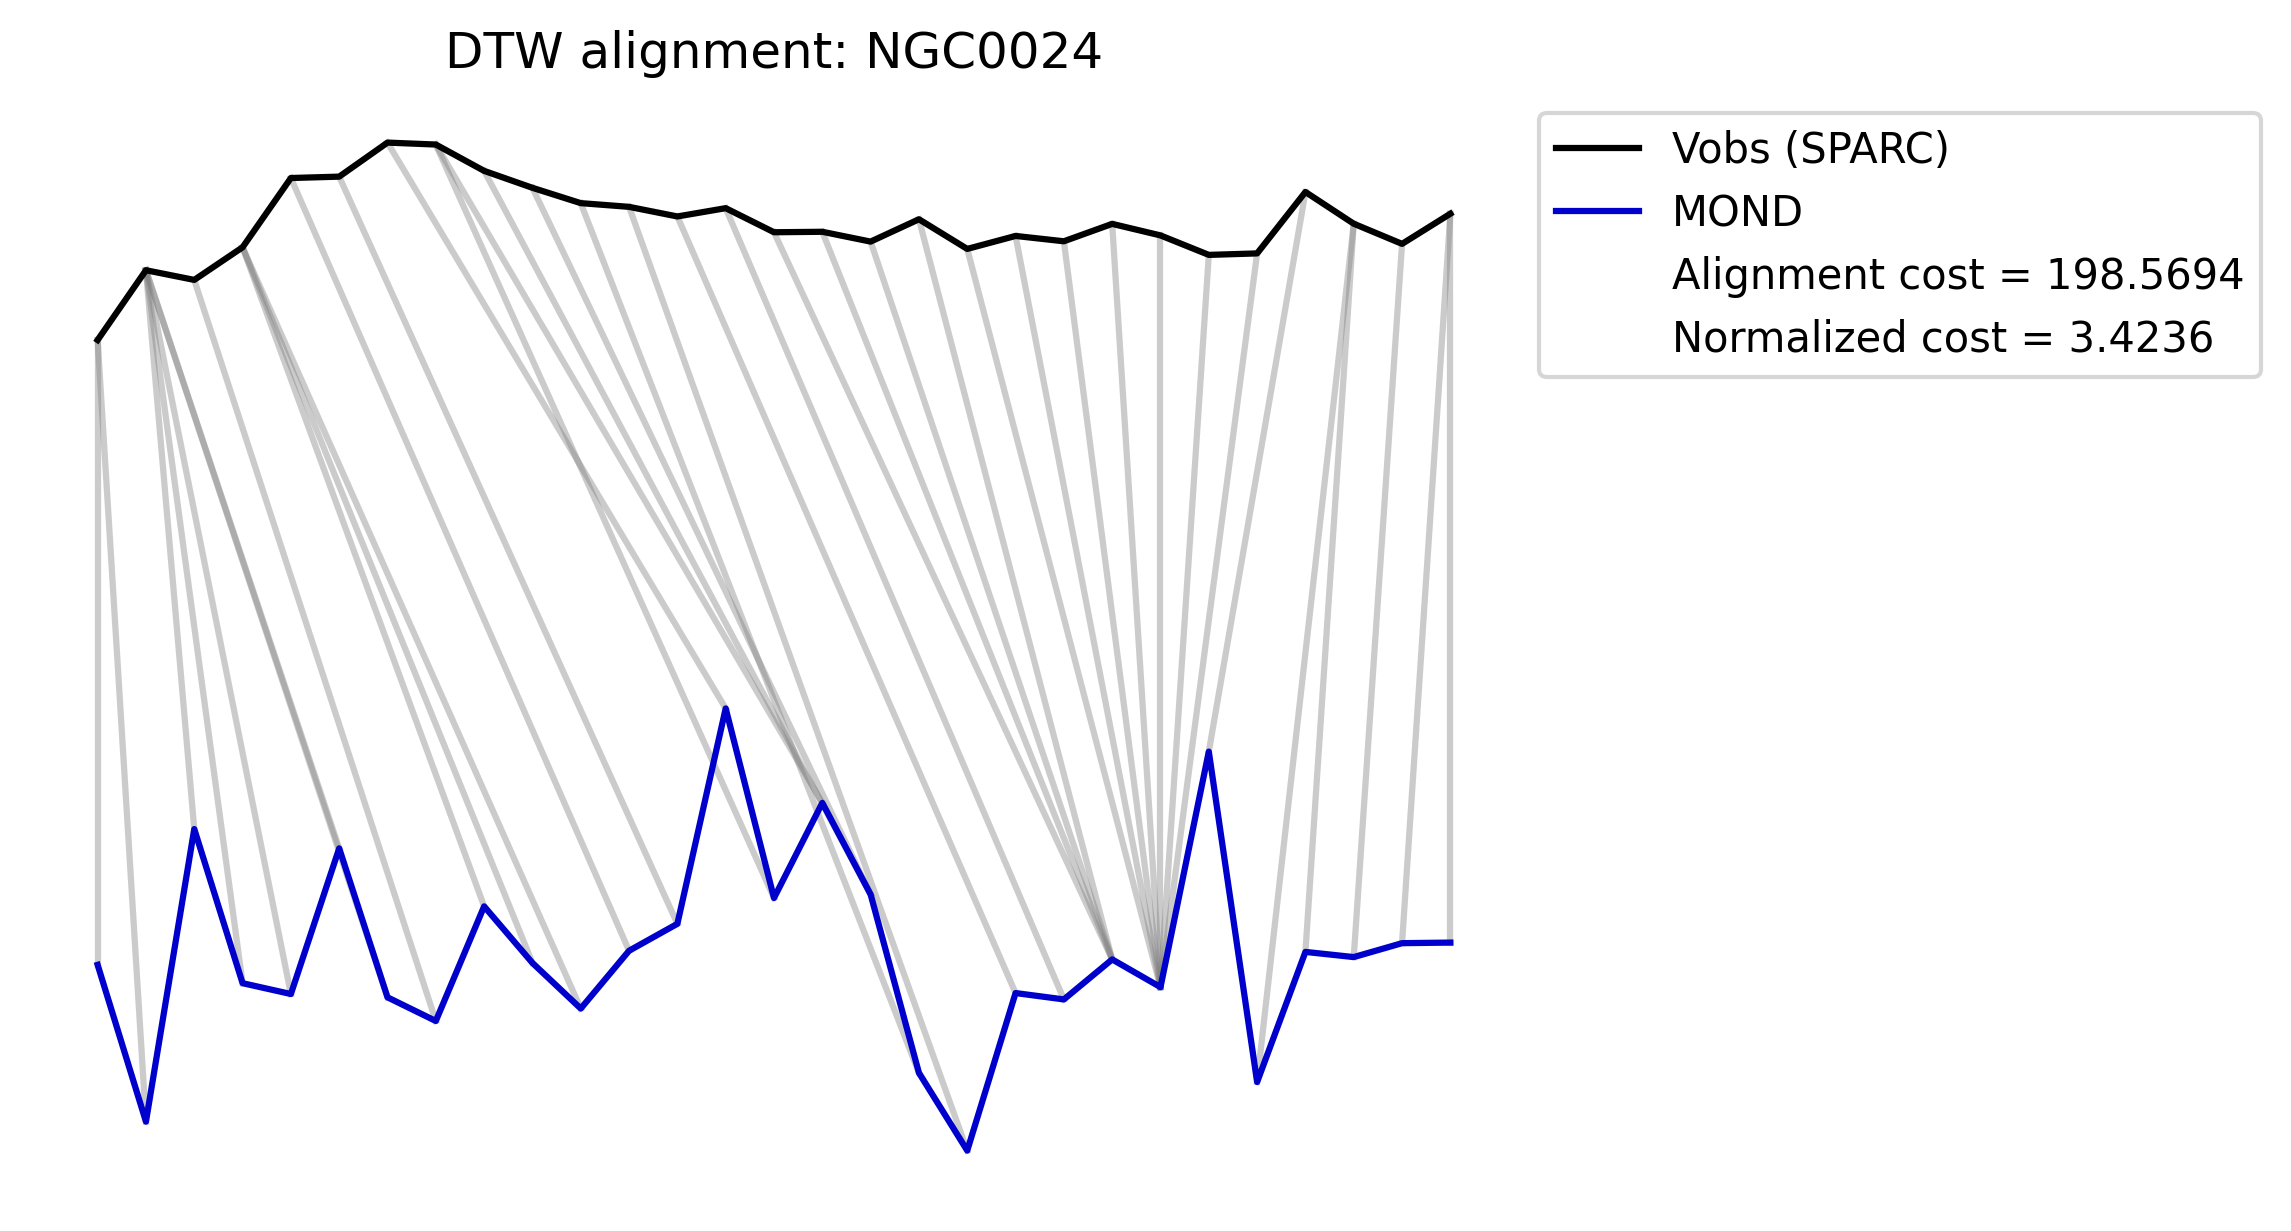 DTW alignment: NGC0024
Vobs (SPARC)
MOND
Alignment cost = 198.5694
Normalized cost = 3.4236